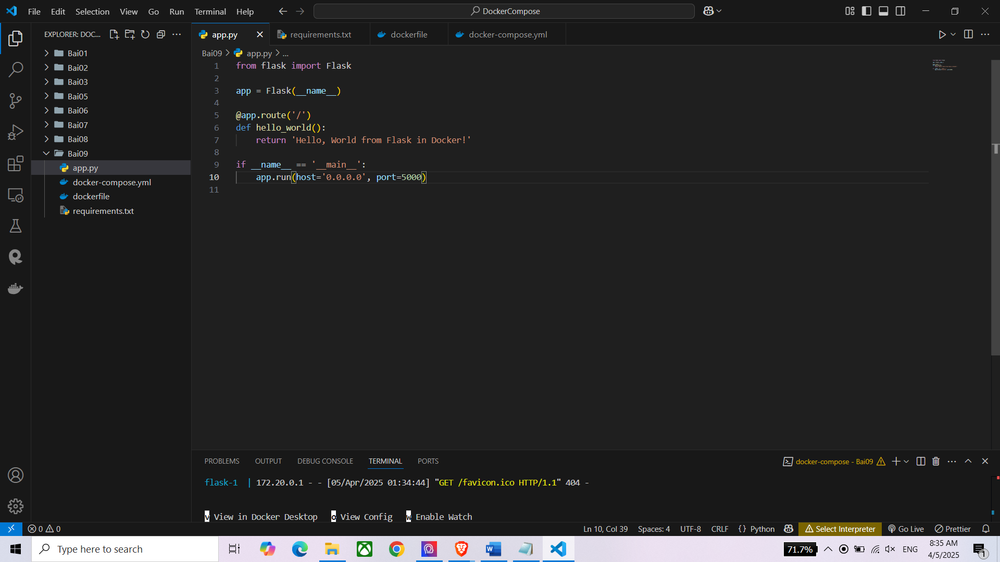 File Edit Selection View Go Run Terminal Help
DockerCompose
EXPLORER: DOC...
Bai01
Bai02
Bai03
Bai05
Bai06
Bai07
Bai08
Bai09
app.py
docker-compose.yml
dockerfile
requirements.txt
app.py requirements.txt dockerfile docker-compose.yml
Bai09 > app.py > ...
1 from flask import Flask
2
3 app = Flask(__name__)
4
5 @app.route('/')
6 def hello_world():
7 return 'Hello, World from Flask in Docker!'
8
9 if __name__ == '__main__':
10 app.run(host='0.0.0.0', port=5000)
11
PROBLEMS OUTPUT DEBUG CONSOLE TERMINAL PORTS
docker-compose - Bai09
flask-1 | 172.20.0.1 - - [05/Apr/2025 01:34:44] "GET /favicon.ico HTTP/1.1" 404 -
v View in Docker Desktop o View Config w Enable Watch
0 0 Ln 10, Col 39 Spaces: 4 UTF-8 CRLF {} Python Select Interpreter Go Live Prettier
Type here to search
71.7% ENG
8:35 AM
4/5/2025
1